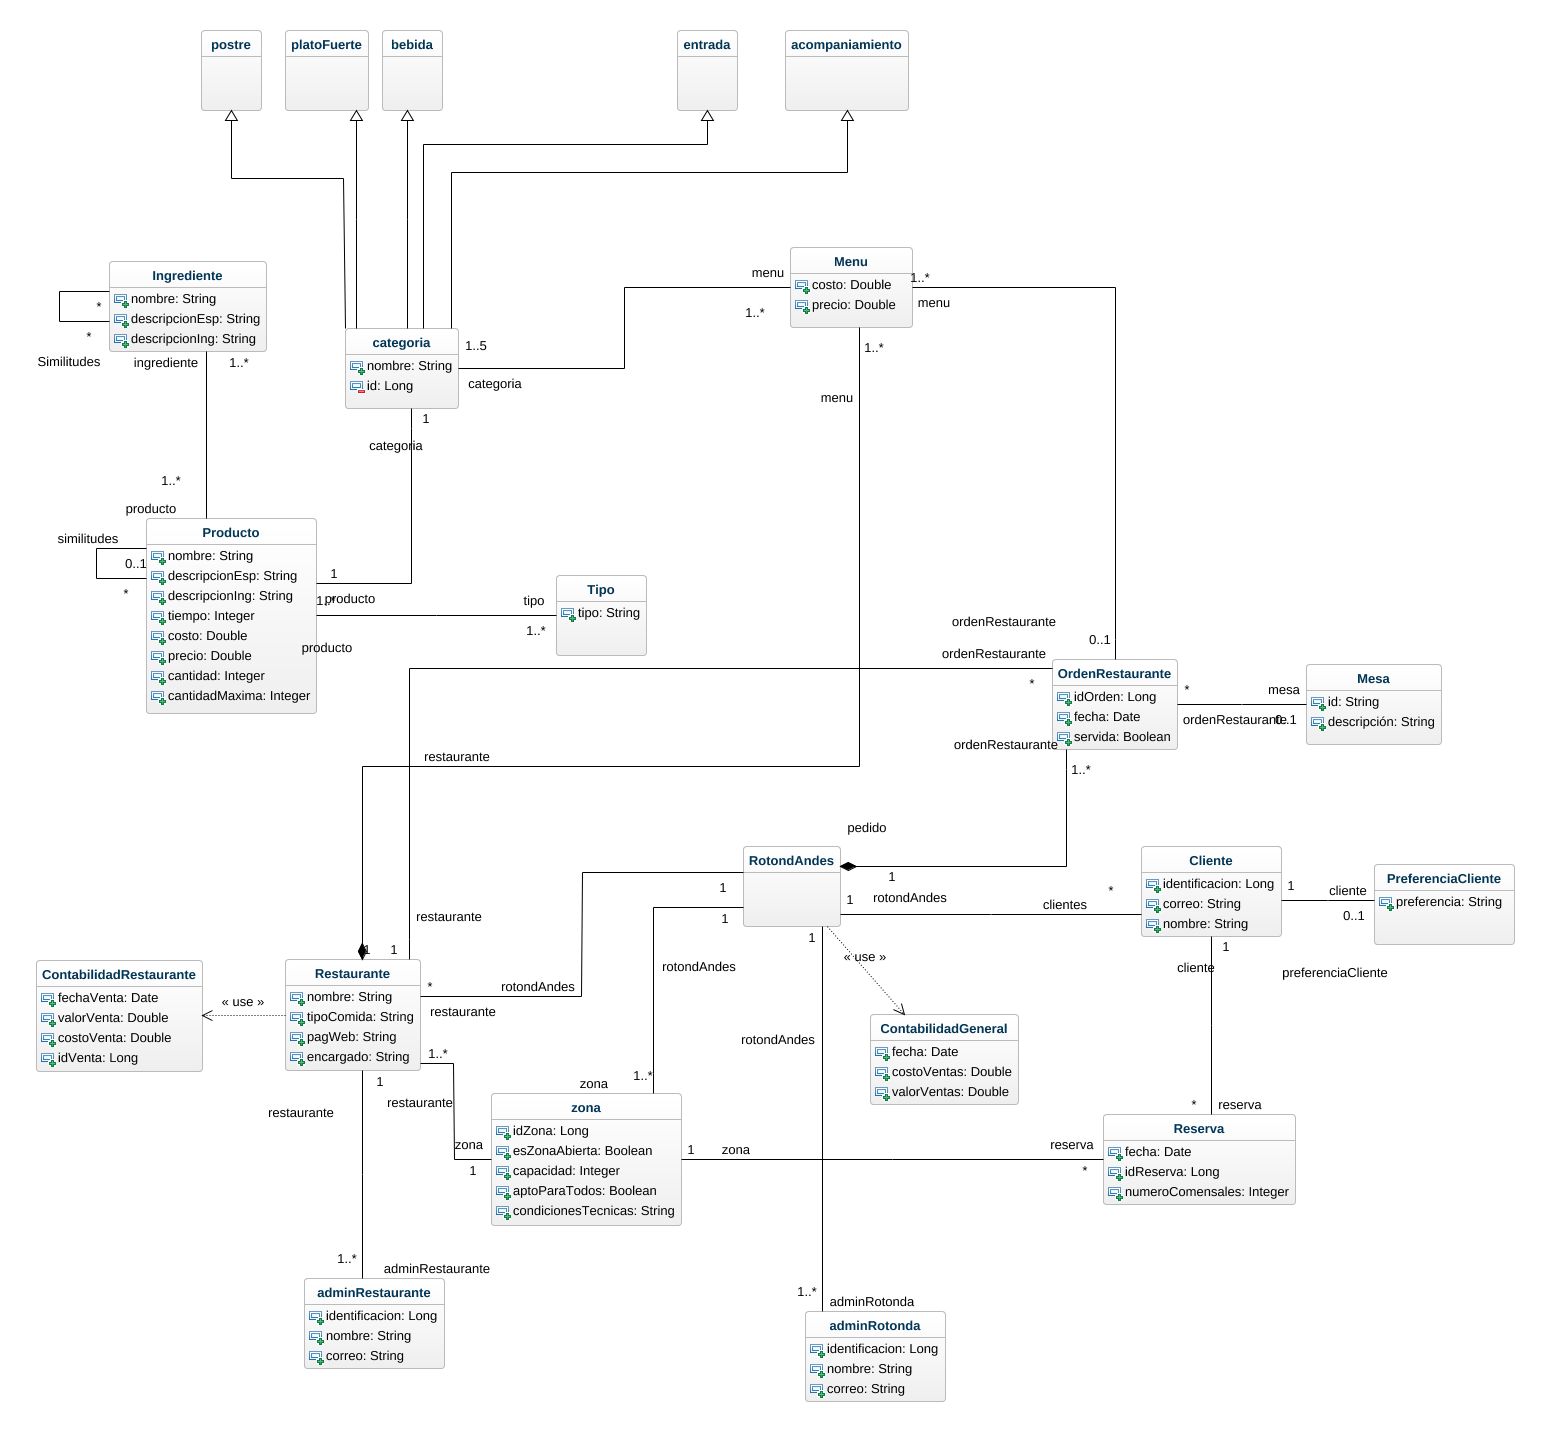 postre
platoFuerte
bebida
entrada
acompaniamiento
Ingrediente
nombre: String
descripcionEsp: String
descripcionIng: String
*
*
Similitudes
ingrediente
1..*
menu
1..*
Menu
costo: Double
precio: Double
1..*
menu
1..*
menu
categoria
nombre: String
id: Long
1..5
categoria
1
categoria
1..*
producto
Producto
nombre: String
descripcionEsp: String
descripcionIng: String
tiempo: Integer
costo: Double
precio: Double
cantidad: Integer
cantidadMaxima: Integer
similitudes
0..1
*
1
producto
1..*
producto
tipo
1..*
Tipo
tipo: String
ordenRestaurante
0..1
ordenRestaurante
*
OrdenRestaurante
idOrden: Long
fecha: Date
servida: Boolean
*
ordenRestaurante
mesa
0..1
Mesa
id: String
descripción: String
ordenRestaurante
1..*
restaurante
pedido
1
RotondAndes
1
1
1
rotondAndes
1
clientes
*
Cliente
identificacion: Long
correo: String
nombre: String
1
cliente
0..1
PreferenciaCliente
preferencia: String
1
cliente
preferenciaCliente
restaurante
1
1
ContabilidadRestaurante
fechaVenta: Date
valorVenta: Double
costoVenta: Double
idVenta: Long
« use »
Restaurante
nombre: String
tipoComida: String
pagWeb: String
encargado: String
*
restaurante
rotondAndes
rotondAndes
« use »
ContabilidadGeneral
fecha: Date
costoVentas: Double
valorVentas: Double
rotondAndes
1..*
restaurante
1
restaurante
zona
1..*
zona
1
zona
idZona: Long
esZonaAbierta: Boolean
capacidad: Integer
aptoParaTodos: Boolean
condicionesTecnicas: String
1
zona
reserva
*
*
reserva
Reserva
fecha: Date
idReserva: Long
numeroComensales: Integer
1..*
adminRestaurante
adminRestaurante
identificacion: Long
nombre: String
correo: String
1..*
adminRotonda
adminRotonda
identificacion: Long
nombre: String
correo: String